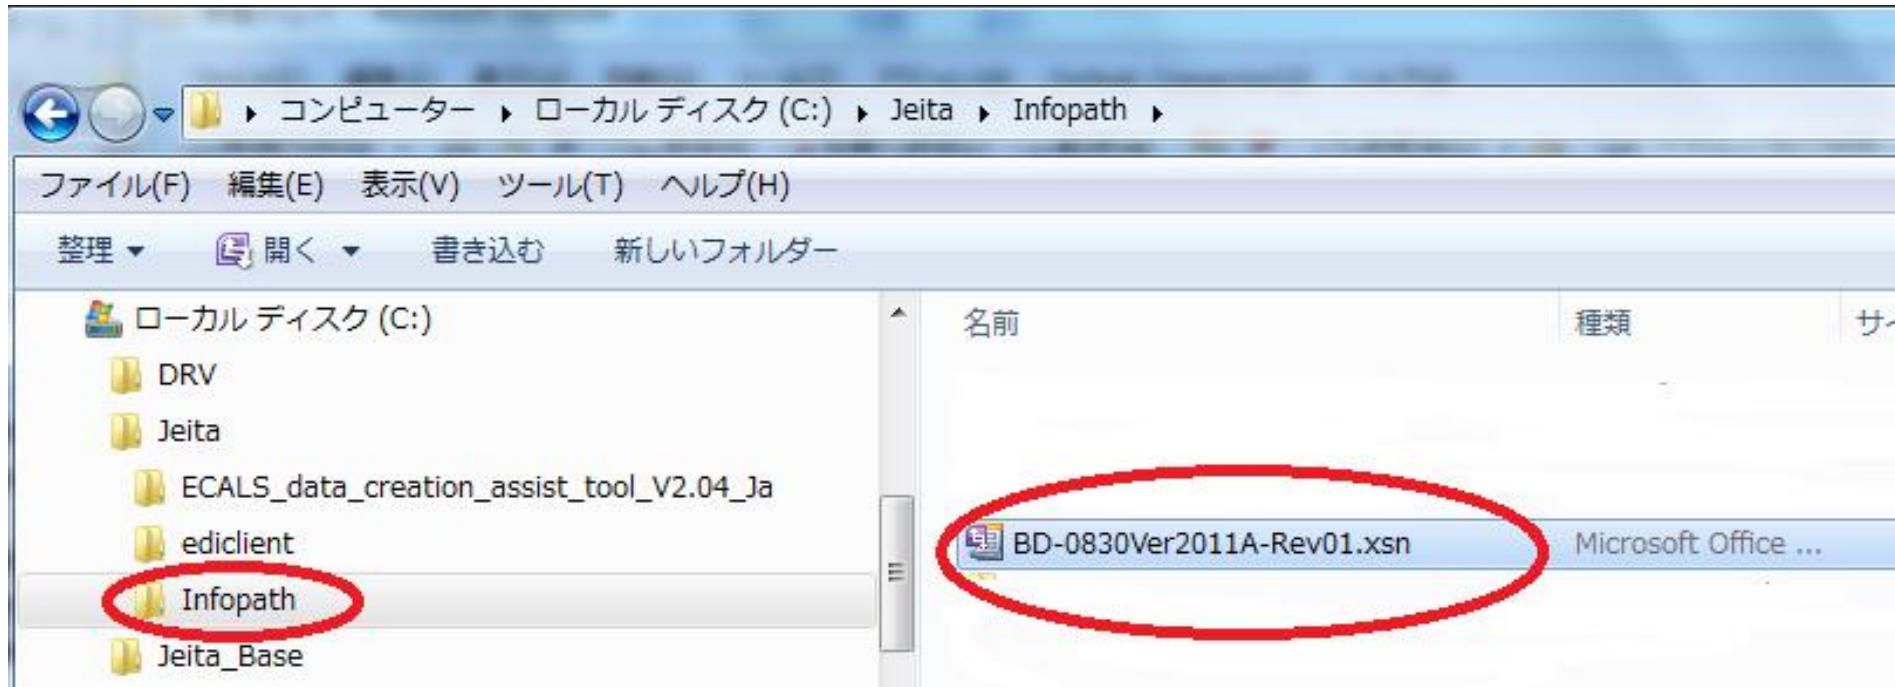 コンピューター ▸ ローカル ディスク (C:) ▸ Jeita ▸ Infopath ▸
ファイル(F) 編集(E) 表示(V) ツール(T) ヘルプ(H)
整理 開く 書き込む 新しいフォルダー
ローカル ディスク (C:)
DRV
Jeita
ECALS_data_creation_assist_tool_V2.04_Ja
ediclient
Infopath
Jeita_Base
名前 種類 サイ
BD-0830Ver2011A-Rev01.xsn Microsoft Office ...